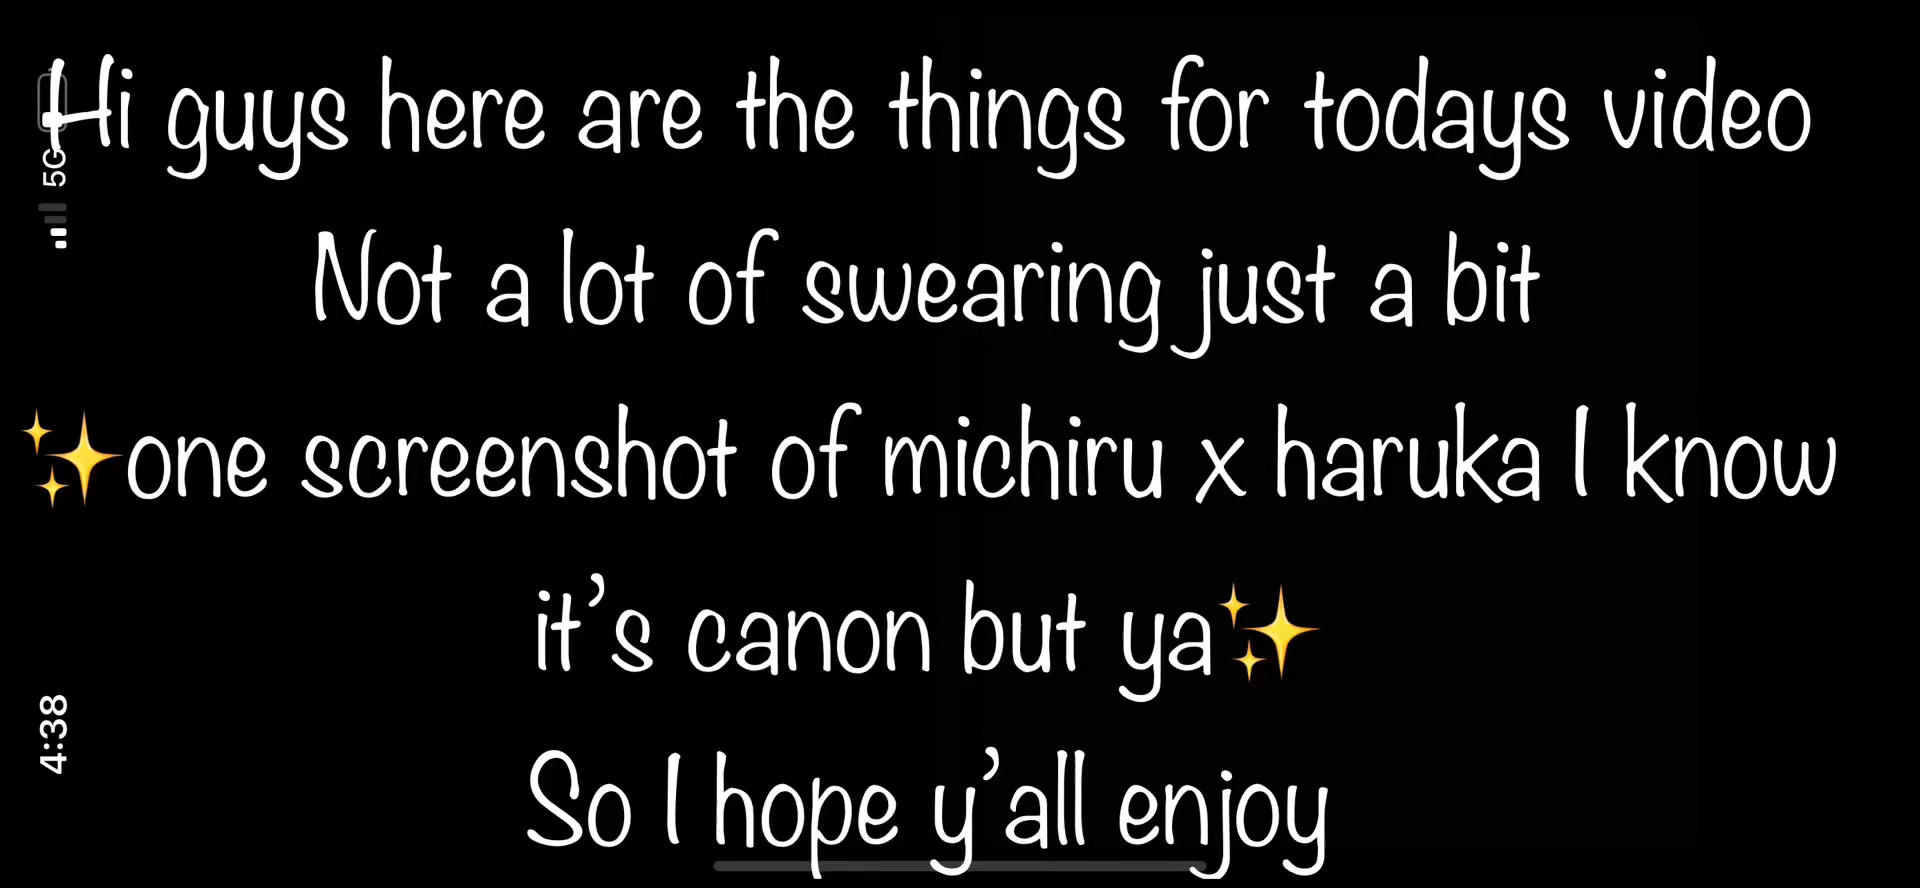 Hi guys here are the things for todays video
Not a lot of swearing just a bit
✨one screenshot of michiru x haruka I know
it's canon but ya✨
So I hope y'all enjoy
5G
4:38